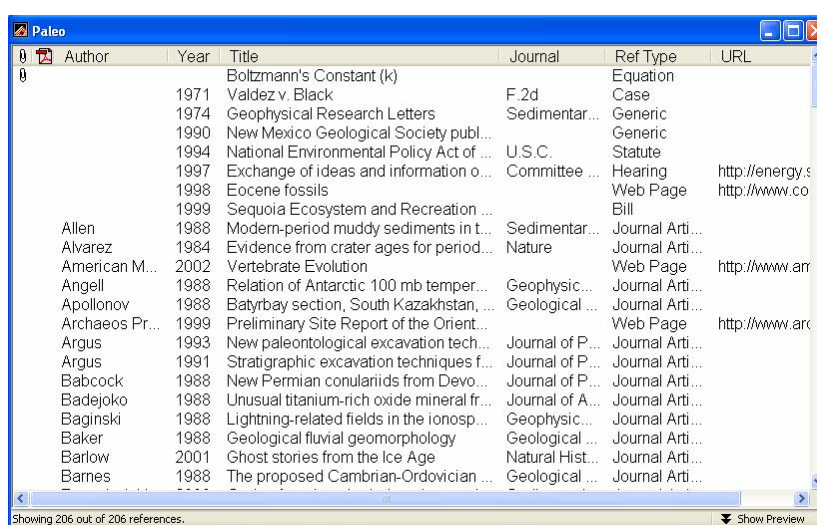 Paleo
Author Year Title Journal Ref Type URL
Boltzmann's Constant (k) Equation
1971 Valdez v. Black F.2d Case
1974 Geophysical Research Letters Sedimentar... Generic
1990 New Mexico Geological Society publ... Generic
1994 National Environmental Policy Act of ... U.S.C. Statute
1997 Exchange of ideas and information o... Committee ... Hearing http://energy.s
1998 Eocene fossils Web Page http://www.co
1999 Sequoia Ecosystem and Recreation ... Bill
Allen 1988 Modern-period muddy sediments in t... Sedimentar... Journal Arti...
Alvarez 1984 Evidence from crater ages for period... Nature Journal Arti...
American M... 2002 Vertebrate Evolution Web Page http://www.am
Angell 1988 Relation of Antarctic 100 mb temper... Geophysic... Journal Arti...
Apollonov 1988 Batyrbay section, South Kazakhstan, ... Geological ... Journal Arti...
Archaeos Pr... 1999 Preliminary Site Report of the Orient... Web Page http://www.arc
Argus 1993 New paleontological excavation tech... Journal of P... Journal Arti...
Argus 1991 Stratigraphic excavation techniques f... Journal of P... Journal Arti...
Babcock 1988 New Permian conulariids from Devo... Journal of P... Journal Arti...
Badejoko 1988 Unusual titanium-rich oxide mineral fr... Journal of A... Journal Arti...
Baginski 1988 Lightning-related fields in the ionosp... Geophysic... Journal Arti...
Baker 1988 Geological fluvial geomorphology Geological ... Journal Arti...
Barlow 2001 Ghost stories from the Ice Age Natural Hist... Journal Arti...
Barnes 1988 The proposed Cambrian-Ordovician ... Geological ... Journal Arti...
Showing 206 out of 206 references. Show Preview